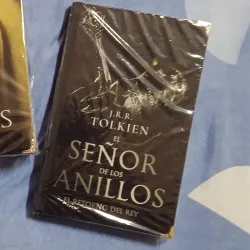 J.R.R.
TOLKIEN
EL
SEÑOR
DE LOS
ANILLOS
EL RETORNO DEL REY
S